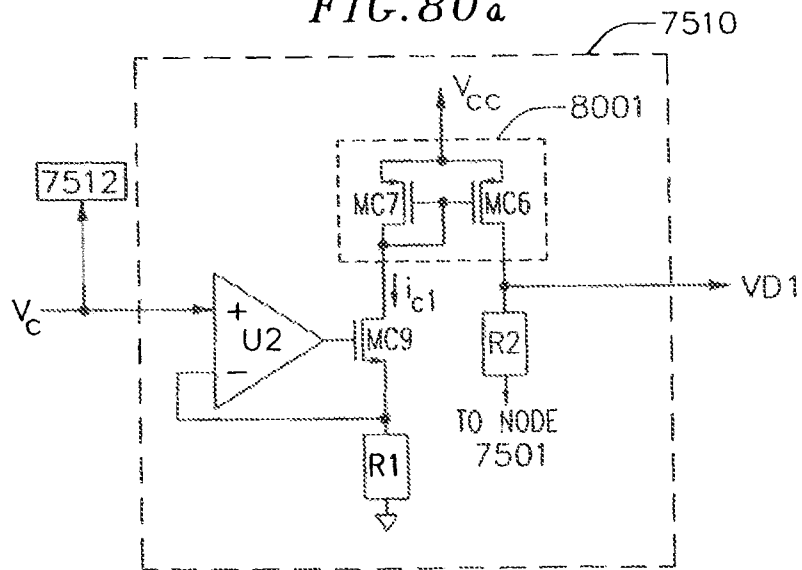 FIG. 80a
7510
Vcc
8001
7512
MC7
MC6
ic1
Vc
+
U2
−
MC9
VD1
R2
TO NODE
7501
R1